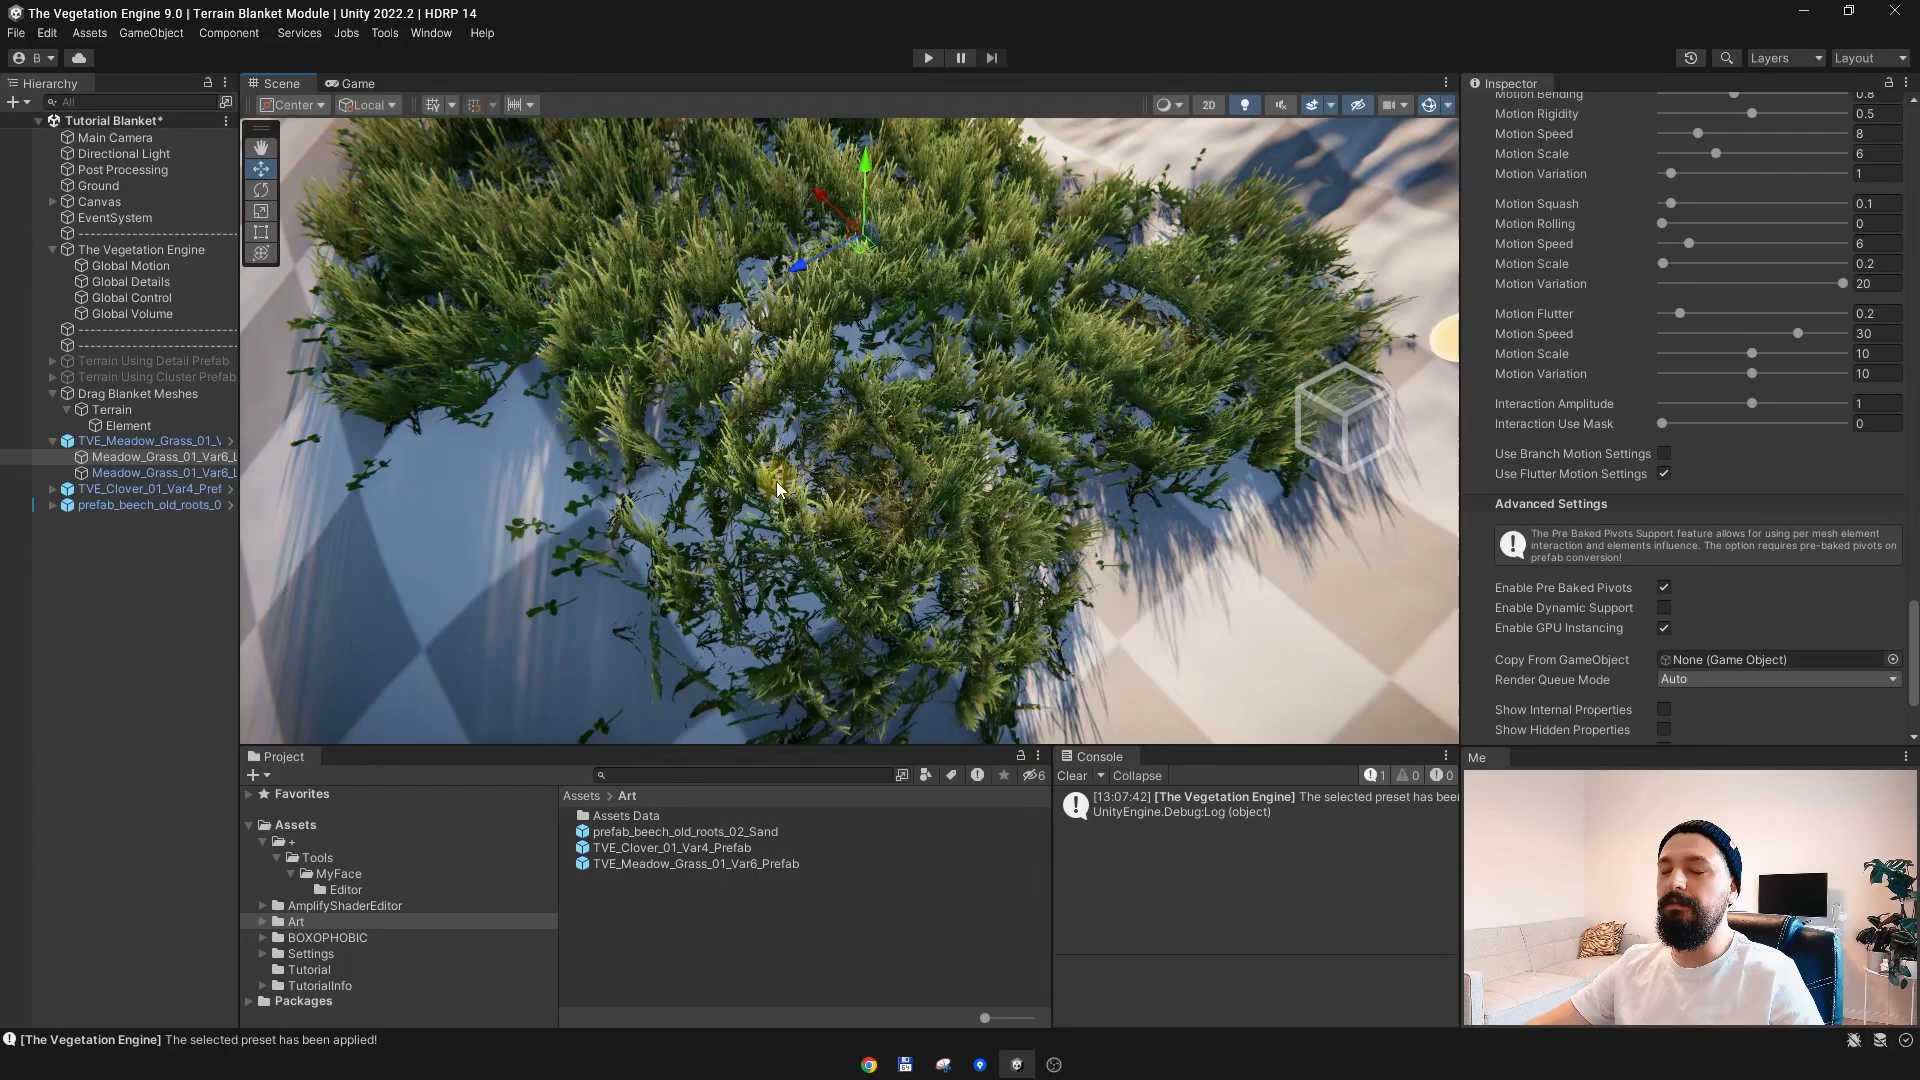 The Vegetation Engine 9.0 | Terrain Blanket Module | Unity 2022.2 | HDRP 14
File Edit Assets GameObject Component Services Jobs Tools Window Help
B
Layers
Layout
Hierarchy
All
Tutorial Blanket*
Main Camera
Directional Light
Post Processing
Ground
Canvas
EventSystem
--------------------------------
The Vegetation Engine
Global Motion
Global Details
Global Control
Global Volume
--------------------------------
--------------------------------
Terrain Using Detail Prefab
Terrain Using Cluster Prefab
Drag Blanket Meshes
Terrain
Element
TVE_Meadow_Grass_01_V
Meadow_Grass_01_Var6_L
Meadow_Grass_01_Var6_L
TVE_Clover_01_Var4_Pref
prefab_beech_old_roots_0
Scene
Game
Center
Local
2D
Inspector
Motion Bending 0.8
Motion Rigidity 0.5
Motion Speed 8
Motion Scale 6
Motion Variation 1
Motion Squash 0.1
Motion Rolling 0
Motion Speed 6
Motion Scale 0.2
Motion Variation 20
Motion Flutter 0.2
Motion Speed 30
Motion Scale 10
Motion Variation 10
Interaction Amplitude 1
Interaction Use Mask 0
Use Branch Motion Settings
Use Flutter Motion Settings
Advanced Settings
The Pre Baked Pivots Support feature allows for using per mesh element
interaction and elements influence. The option requires pre-baked pivots on
prefab conversion!
Enable Pre Baked Pivots
Enable Dynamic Support
Enable GPU Instancing
Copy From GameObject None (Game Object)
Render Queue Mode Auto
Show Internal Properties
Show Hidden Properties
Project
6
Favorites
Assets
+
Tools
MyFace
Editor
AmplifyShaderEditor
Art
BOXOPHOBIC
Settings
Tutorial
TutorialInfo
Packages
Assets > Art
Assets Data
prefab_beech_old_roots_02_Sand
TVE_Clover_01_Var4_Prefab
TVE_Meadow_Grass_01_Var6_Prefab
Console
Clear Collapse 1 0 0
[13:07:42] [The Vegetation Engine] The selected preset has been
UnityEngine.Debug:Log (object)
Me
[The Vegetation Engine] The selected preset has been applied!